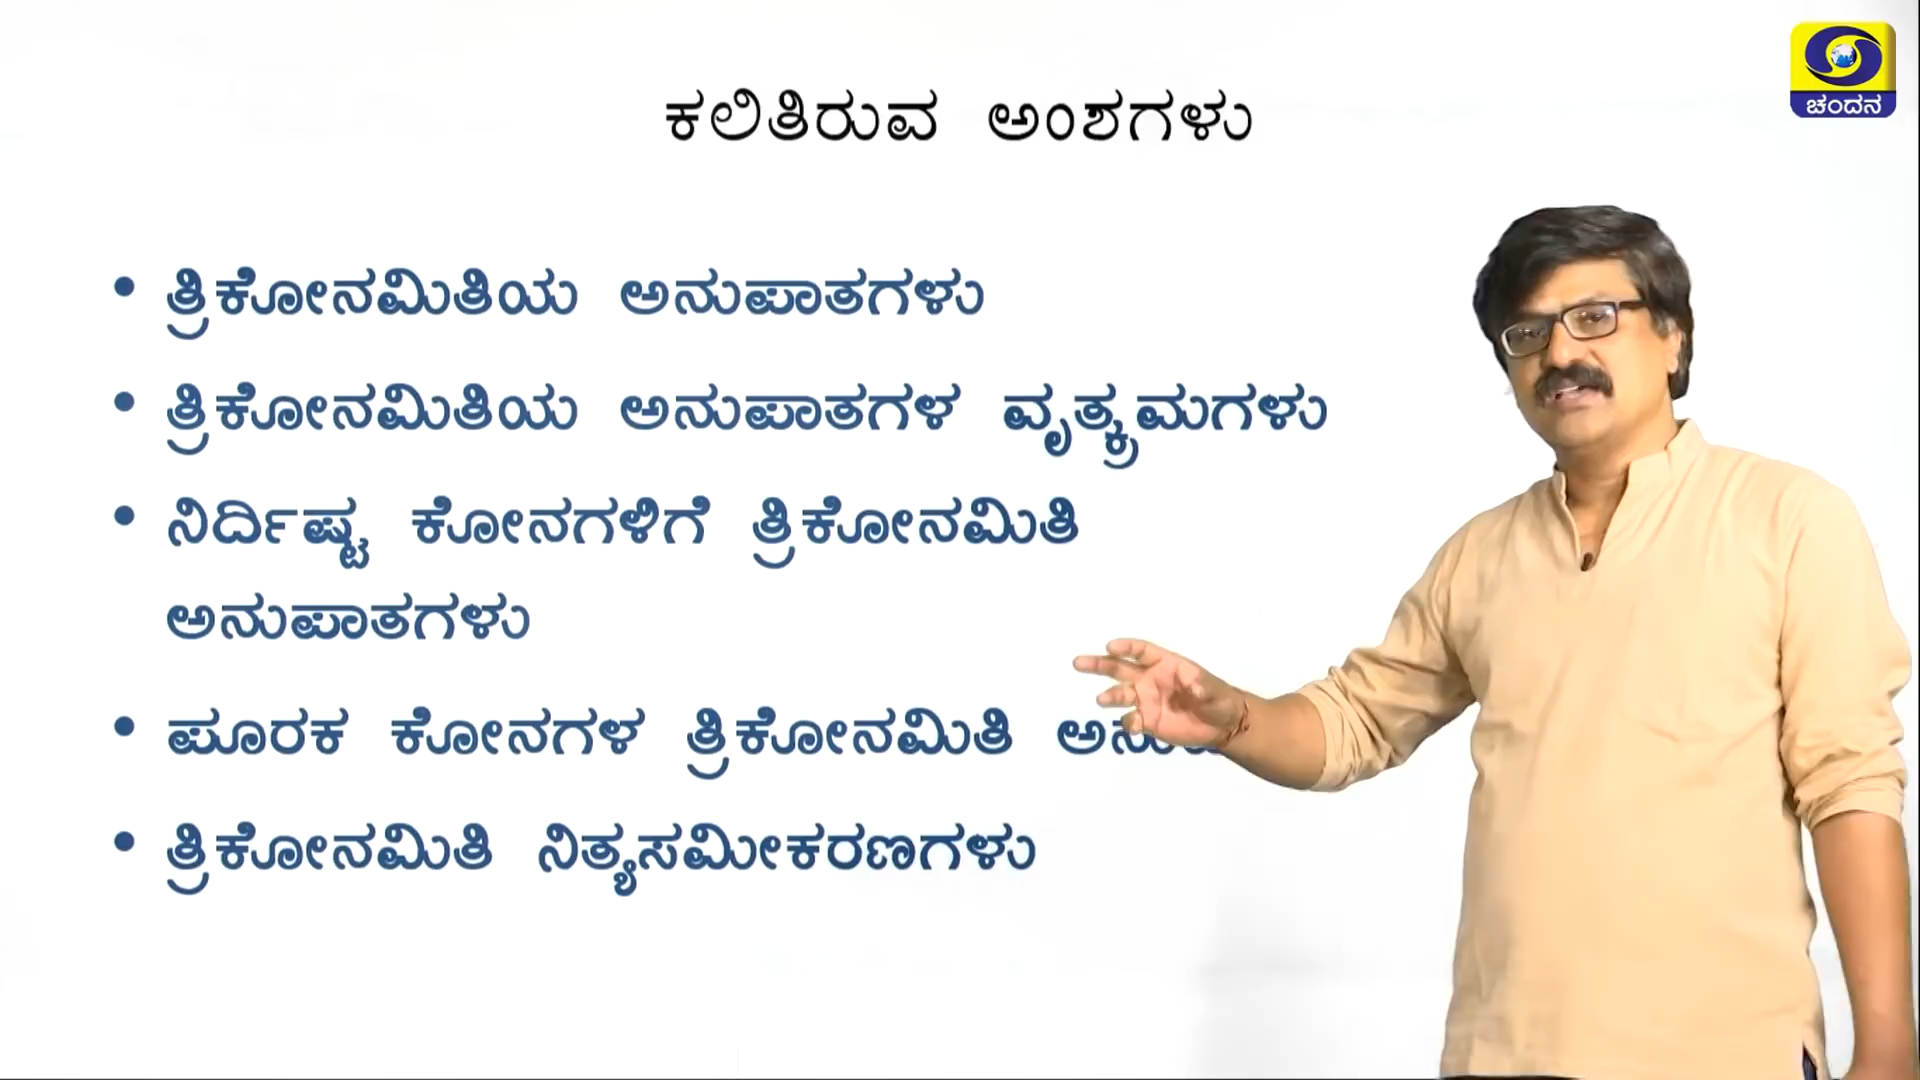 ಚಂದನ
ಕಲಿತಿರುವ ಅಂಶಗಳು
• ತ್ರಿಕೋನಮಿತಿಯ ಅನುಪಾತಗಳು
• ತ್ರಿಕೋನಮಿತಿಯ ಅನುಪಾತಗಳ ವ್ಯತ್ಕ್ರಮಗಳು
• ನಿರ್ದಿಷ್ಟ ಕೋನಗಳಿಗೆ ತ್ರಿಕೋನಮಿತಿ
ಅನುಪಾತಗಳು
• ಪೂರಕ ಕೋನಗಳ ತ್ರಿಕೋನಮಿತಿ
• ತ್ರಿಕೋನಮಿತಿ ನಿತ್ಯಸಮೀಕರಣಗಳು